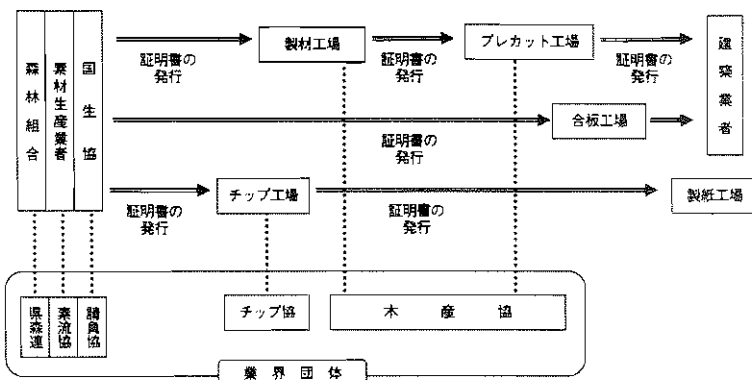 森林組合
素材生産業者
国生協
証明書の
発行
製材工場
証明書の
発行
プレカット工場
証明書の
発行
建築業者
証明書の
発行
合板工場
証明書の
発行
チップ工場
証明書の
発行
製紙工場
県森連
素流協
請負協
チップ協
木産協
業界団体